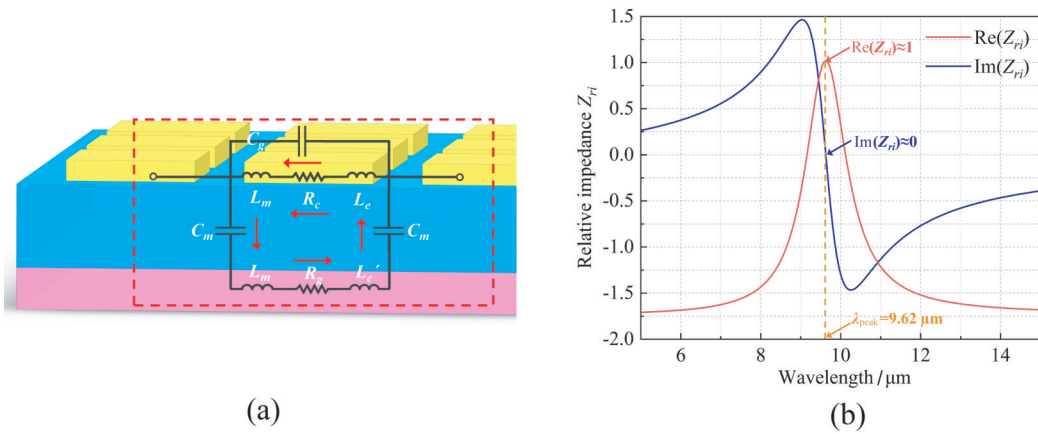 C_g
L_m R_c L_e
C_m C_m
L_m R_g L_e′
(a)
Relative impedance Z_ri
1.5
1.0
0.5
0.0
-0.5
-1.0
-1.5
-2.0
Re(Z_ri)≈1
Im(Z_ri)≈0
λ_peak=9.62 μm
Re(Z_ri)
Im(Z_ri)
6 8 10 12 14
Wavelength/μm
(b)